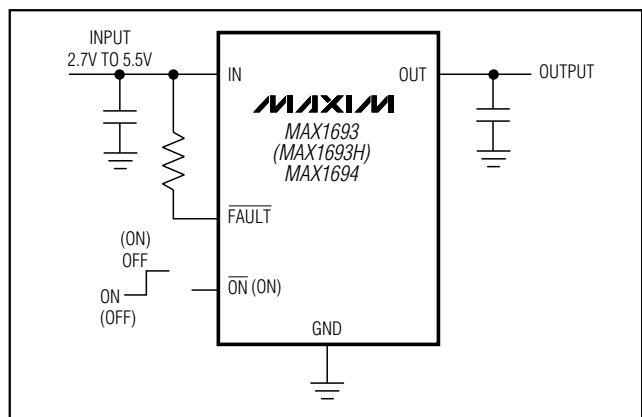 INPUT
2.7V TO 5.5V
IN
OUT
OUTPUT
MAXIM
MAX1693
(MAX1693H)
MAX1694
FAULT
(ON)
OFF
ON
(OFF)
ON (ON)
GND